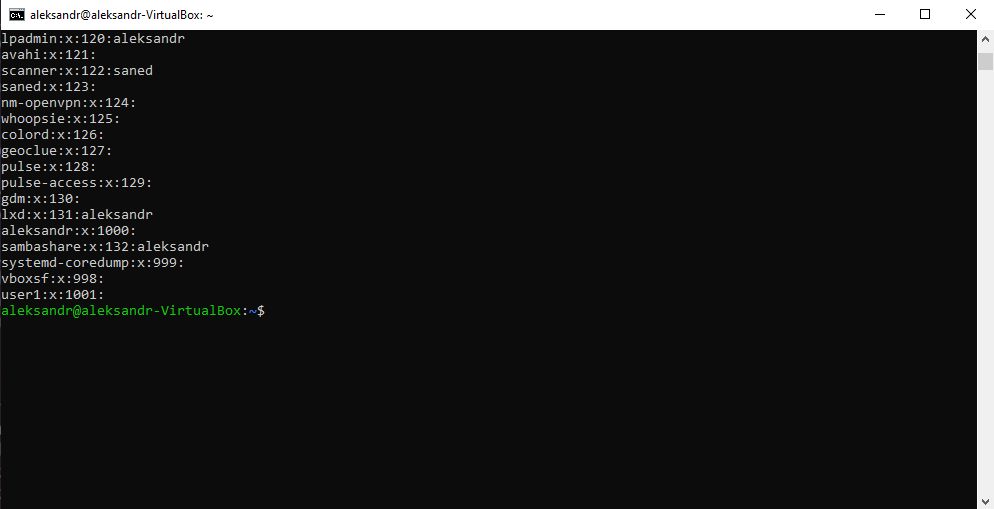 aleksandr@aleksandr-VirtualBox: ~
lpadmin:x:120:aleksandr
avahi:x:121:
scanner:x:122:saned
saned:x:123:
nm-openvpn:x:124:
whoopsie:x:125:
colord:x:126:
geoclue:x:127:
pulse:x:128:
pulse-access:x:129:
gdm:x:130:
lxd:x:131:aleksandr
aleksandr:x:1000:
sambashare:x:132:aleksandr
systemd-coredump:x:999:
vboxsf:x:998:
user1:x:1001:
aleksandr@aleksandr-VirtualBox:~$